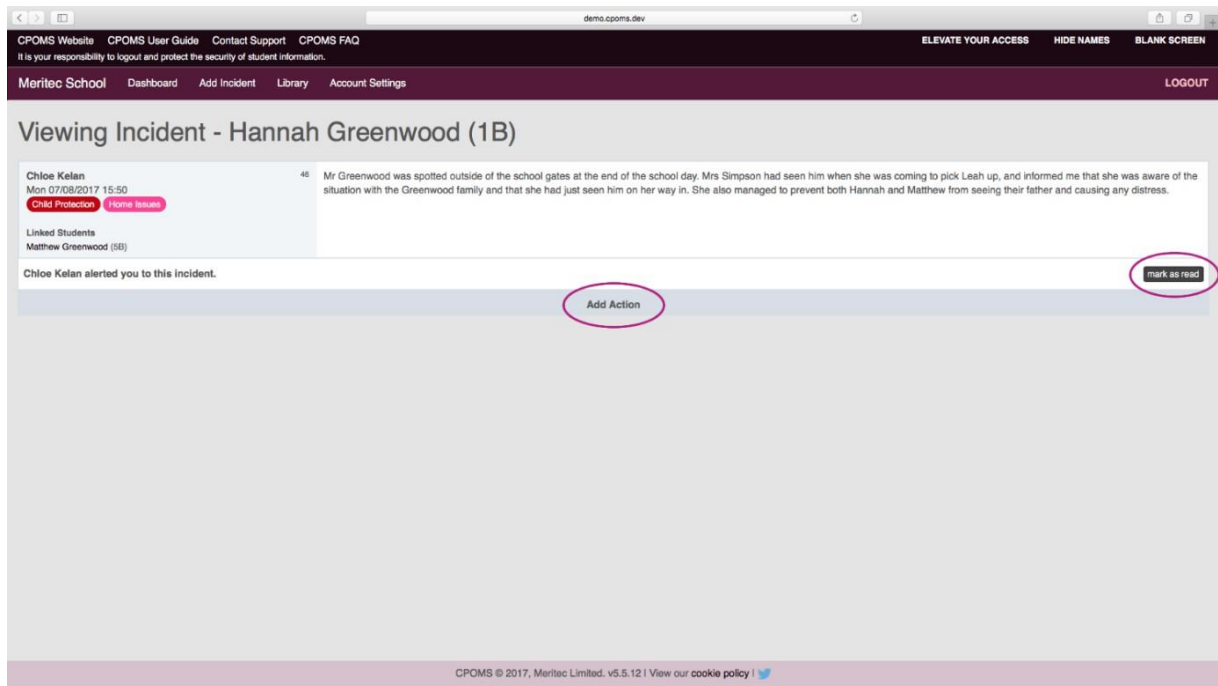 demo.cpoms.dev
CPOMS Website CPOMS User Guide Contact Support CPOMS FAQ ELEVATE YOUR ACCESS HIDE NAMES BLANK SCREEN
It is your responsibility to logout and protect the security of student information.
Meritec School Dashboard Add Incident Library Account Settings LOGOUT
Viewing Incident - Hannah Greenwood (1B)
Chloe Kelan 46
Mon 07/08/2017 15:50
Child Protection Home Issues
Linked Students
Matthew Greenwood (5B)
Mr Greenwood was spotted outside of the school gates at the end of the school day. Mrs Simpson had seen him when she was coming to pick Leah up, and informed me that she was aware of the
situation with the Greenwood family and that she had just seen him on her way in. She also managed to prevent both Hannah and Matthew from seeing their father and causing any distress.
Chloe Kelan alerted you to this incident. mark as read
Add Action
CPOMS © 2017, Meritec Limited. v5.5.12 | View our cookie policy |